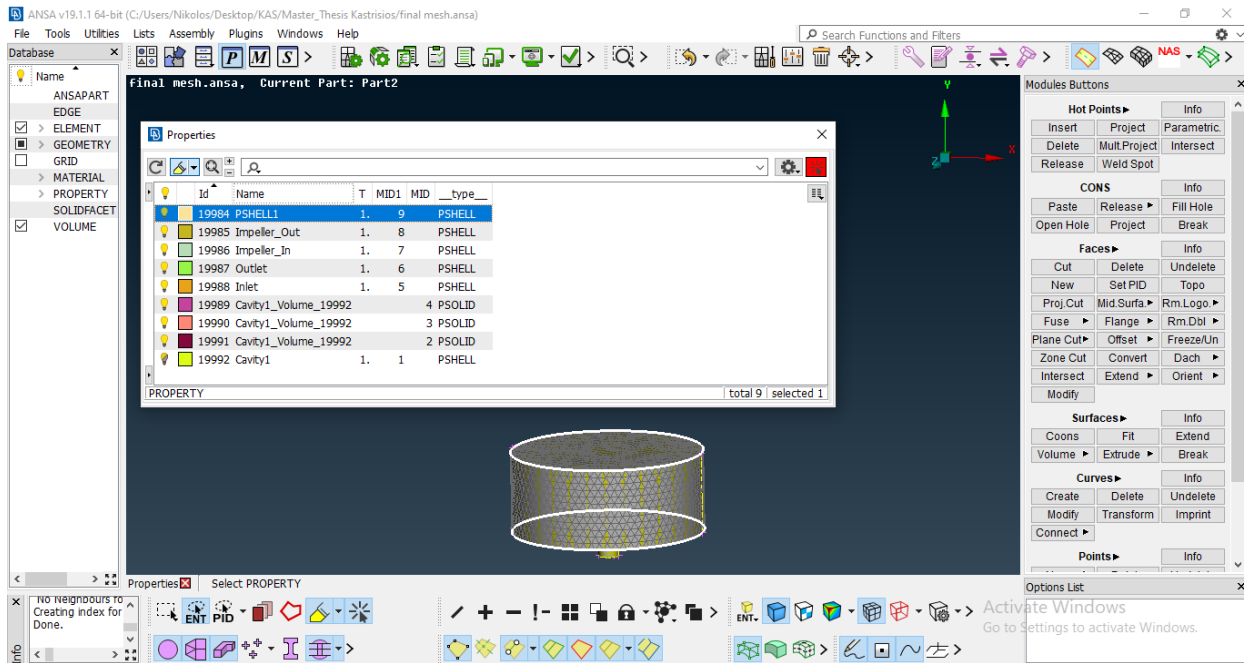 ANSA v19.1.1 64-bit (C:/Users/Nikolos/Desktop/KAS/Master_Thesis Kastrisios/final mesh.ansa)
File Tools Utilities Lists Assembly Plugins Windows Help
Search Functions and Filters
Database
P M S
NAS
Name
ANSAPART
EDGE
ELEMENT
GEOMETRY
GRID
MATERIAL
PROPERTY
SOLIDFACET
VOLUME
final mesh.ansa, Current Part: Part2
Y
X
Z
Properties
Id Name T MID1 MID __type__
19984 PSHELL1 1. 9 PSHELL
19985 Impeller_Out 1. 8 PSHELL
19986 Impeller_In 1. 7 PSHELL
19987 Outlet 1. 6 PSHELL
19988 Inlet 1. 5 PSHELL
19989 Cavity1_Volume_19992 4 PSOLID
19990 Cavity1_Volume_19992 3 PSOLID
19991 Cavity1_Volume_19992 2 PSOLID
19992 Cavity1 1. 1 PSHELL
PROPERTY total 9 selected 1
Modules Buttons
Hot Points Info
Insert Project Parametric.
Delete Mult.Project Intersect
Release Weld Spot
CONS Info
Paste Release Fill Hole
Open Hole Project Break
Faces Info
Cut Delete Undelete
New Set PID Topo
Proj.Cut Mid.Surfa. Rm.Logo.
Fuse Flange Rm.Dbl
Plane Cut Offset Freeze/Un
Zone Cut Convert Dach
Intersect Extend Orient
Modify
Surfaces Info
Coons Fit Extend
Volume Extrude Break
Curves Info
Create Delete Undelete
Modify Transform Imprint
Connect
Points Info
Properties Select PROPERTY
Options List
No Neighbours fo
Creating index for
Done.
Info
ENT PID
ENT.
Activate Windows
Go to Settings to activate Windows.